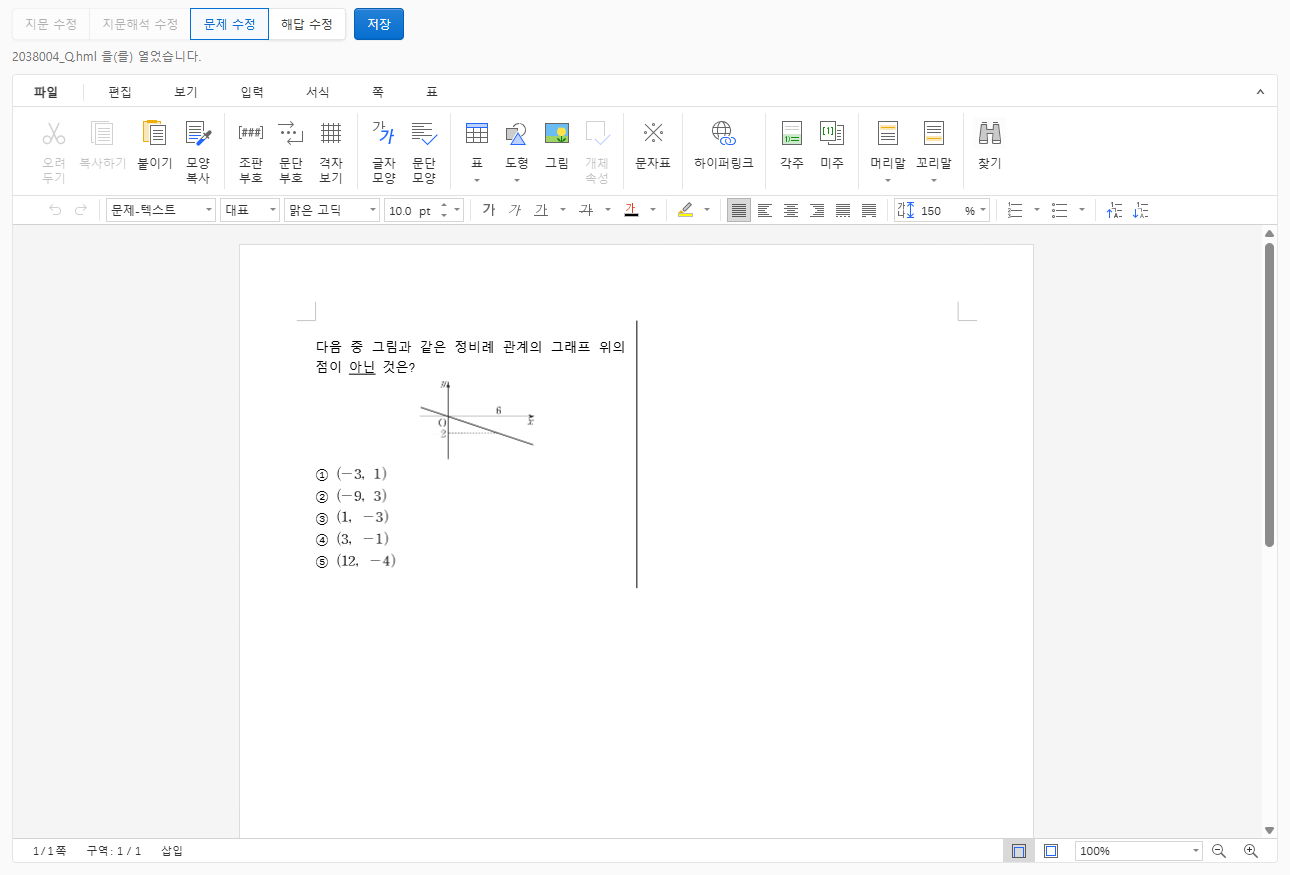 지문 수정 지문해석 수정 문제 수정 해답 수정 저장
2038004_Q.hml 을(를) 열었습니다.
파일 편집 보기 입력 서식 쪽 표
오려 두기 복사하기 붙이기 모양 복사 조판 부호 문단 부호 격자 보기 글자 모양 문단 모양 표 도형 그림 개체 속성 문자표 하이퍼링크 각주 미주 머리말 꼬리말 찾기
문제-텍스트 대표 맑은 고딕 10.0 pt 가 가 가 가 가 150 %
다음 중 그림과 같은 정비례 관계의 그래프 위의
점이 아닌 것은?
y
6
O x
2
① (−3, 1)
② (−9, 3)
③ (1, −3)
④ (3, −1)
⑤ (12, −4)
1/1쪽 구역: 1 / 1 삽입 100%